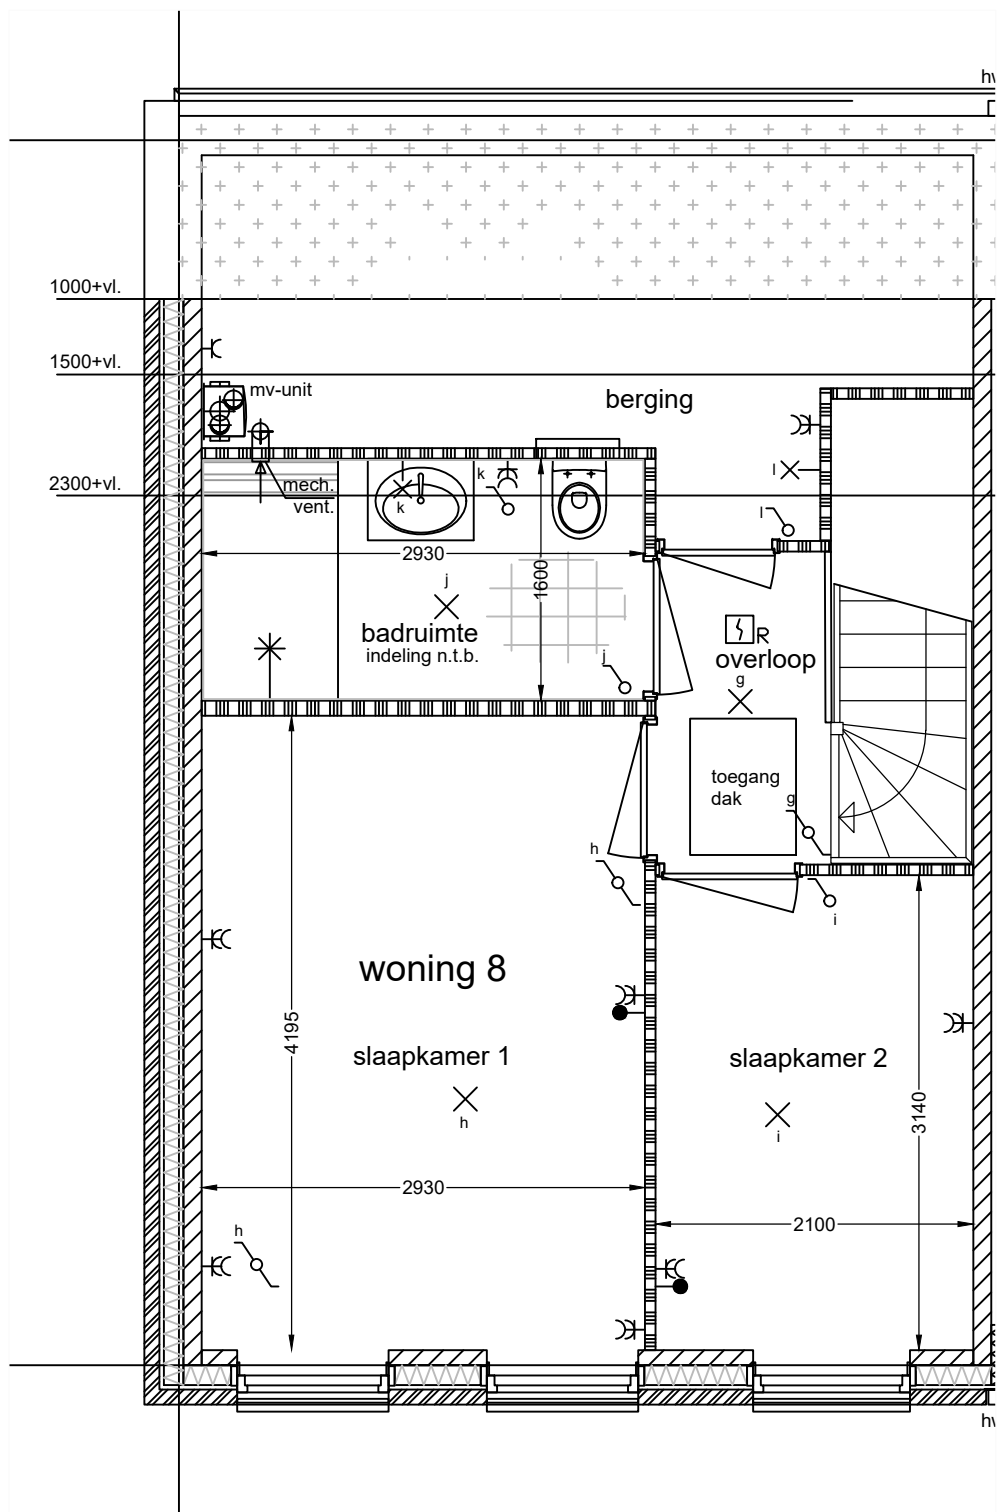 hv
1000+vl.
1500+vl.
mv-unit
berging
2300+vl.
mech.
vent.
k
k
l
l
2930
1600
j
badruimte
indeling n.t.b.
j
R
overloop
g
toegang
dak
g
h
i
woning 8
4195
slaapkamer 1
h
slaapkamer 2
i
3140
2930
2100
h
hv